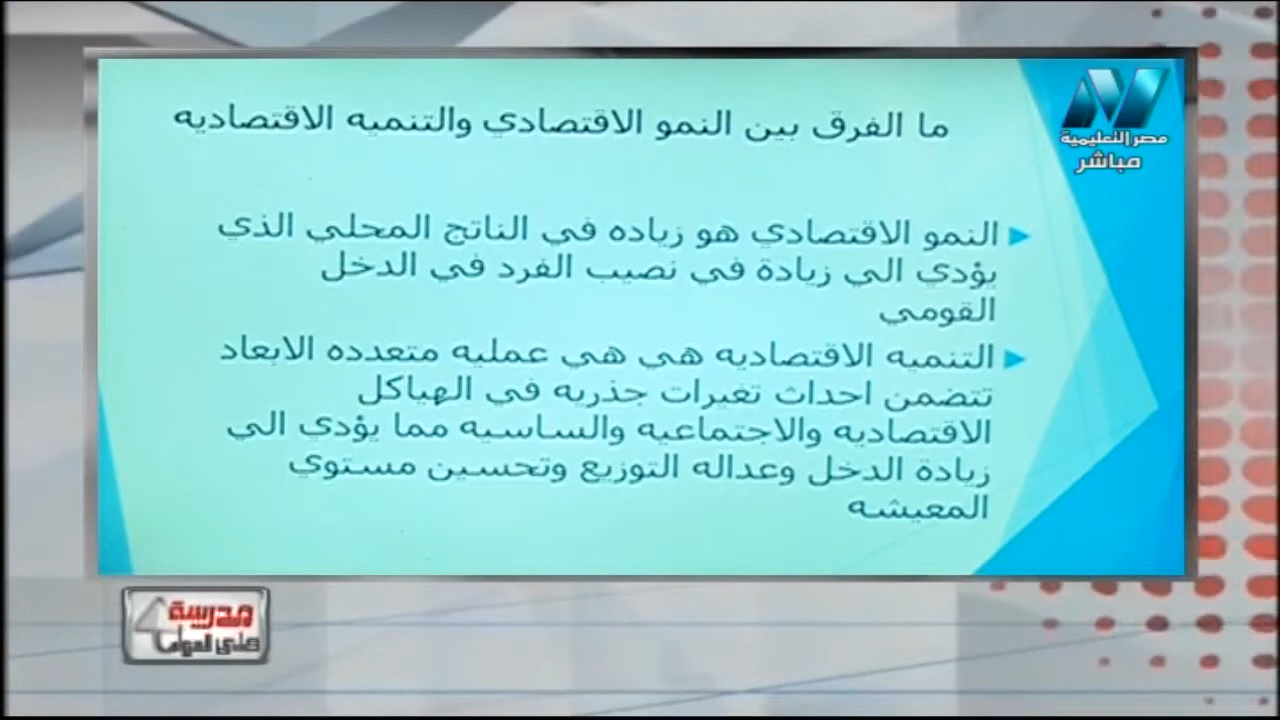 ما الفرق بين النمو الاقتصادي والتنميه الاقتصاديه
مصر التعليمية
مباشر
النمو الاقتصادي هو زياده في الناتج المحلي الذي
يؤدي الي زيادة في نصيب الفرد في الدخل
القومي
التنميه الاقتصاديه هي هي عمليه متعدده الابعاد
تتضمن احداث تغيرات جذريه في الهياكل
الاقتصاديه والاجتماعيه والساسيه مما يؤدي الي
زيادة الدخل وعداله التوزيع وتحسين مستوي
المعيشه
مدرسة
على الهواء